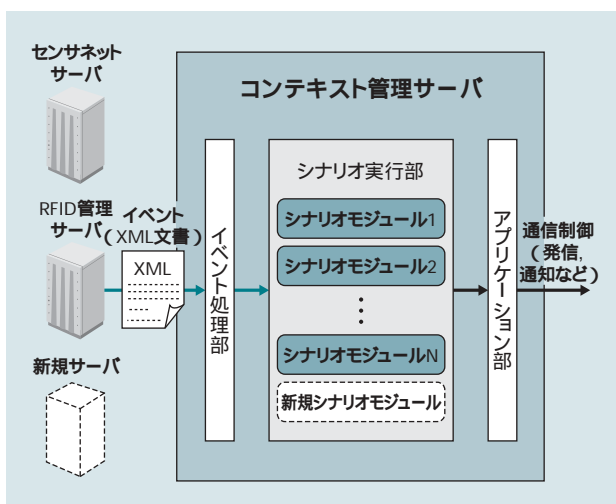 センサネット
サーバ
コンテキスト管理サーバ
RFID管理
サーバ
イベント
(XML文書)
XML
新規サーバ
イベント処理部
シナリオ実行部
シナリオモジュール1
シナリオモジュール2
⋮
シナリオモジュールN
新規シナリオモジュール
アプリケーション部
通信制御
(発信,
通知など)